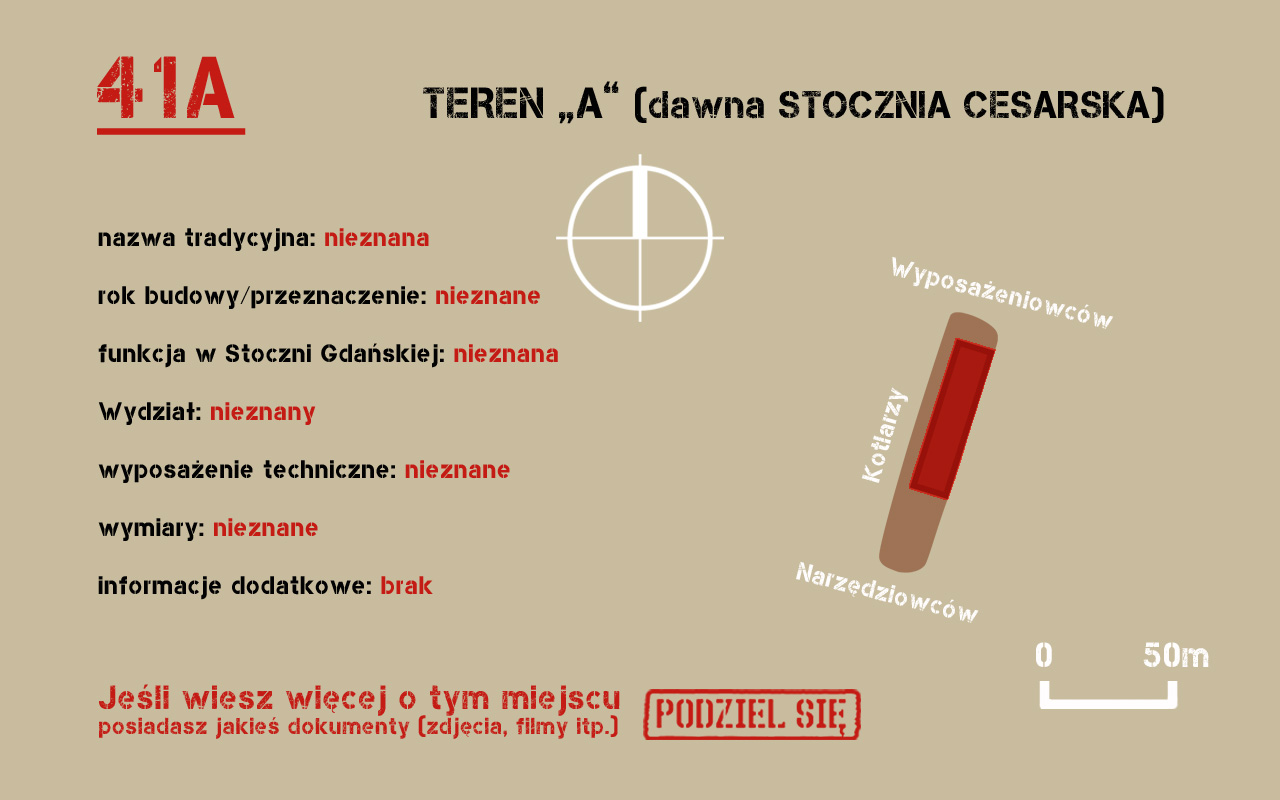 41A
TEREN „A“ (dawna STOCZNIA CESARSKA)
nazwa tradycyjna: nieznana
rok budowy/przeznaczenie: nieznane
funkcja w Stoczni Gdańskiej: nieznana
Wydział: nieznany
wyposażenie techniczne: nieznane
wymiary: nieznane
informacje dodatkowe: brak
Wyposażeniowców
Kotlarzy
Narzędziowców
0 50m
Jeśli wiesz więcej o tym miejscu
posiadasz jakieś dokumenty (zdjęcia, filmy itp.)
PODZIEL SIĘ